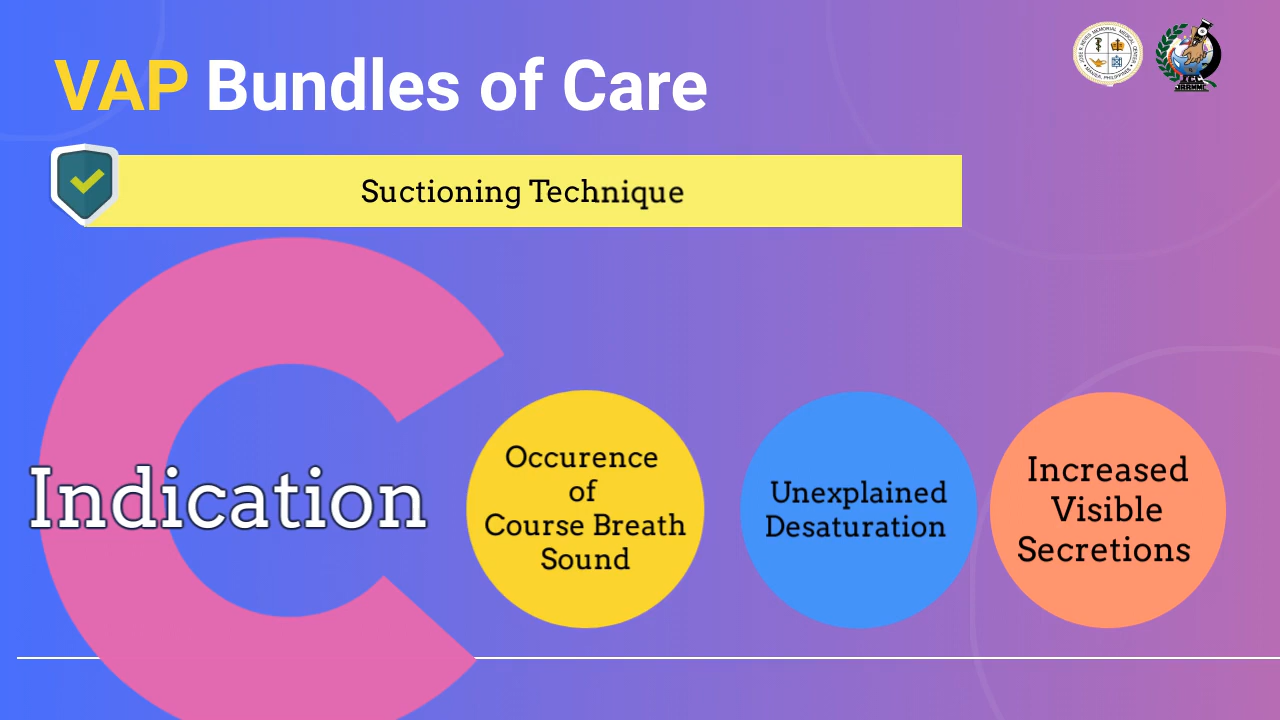 VAP Bundles of Care
Suctioning Technique
Indication
Occurence
of
Course Breath
Sound
Unexplained
Desaturation
Increased
Visible
Secretions